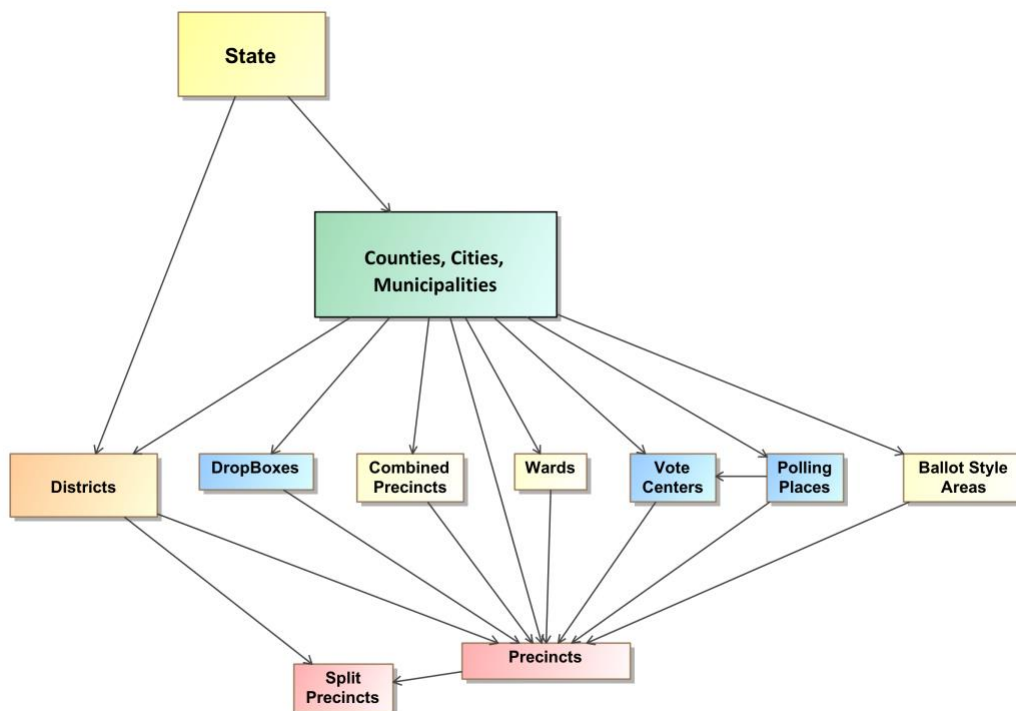 State
Counties, Cities,
Municipalities
Districts
DropBoxes
Combined
Precincts
Wards
Vote
Centers
Polling
Places
Ballot Style
Areas
Precincts
Split
Precincts